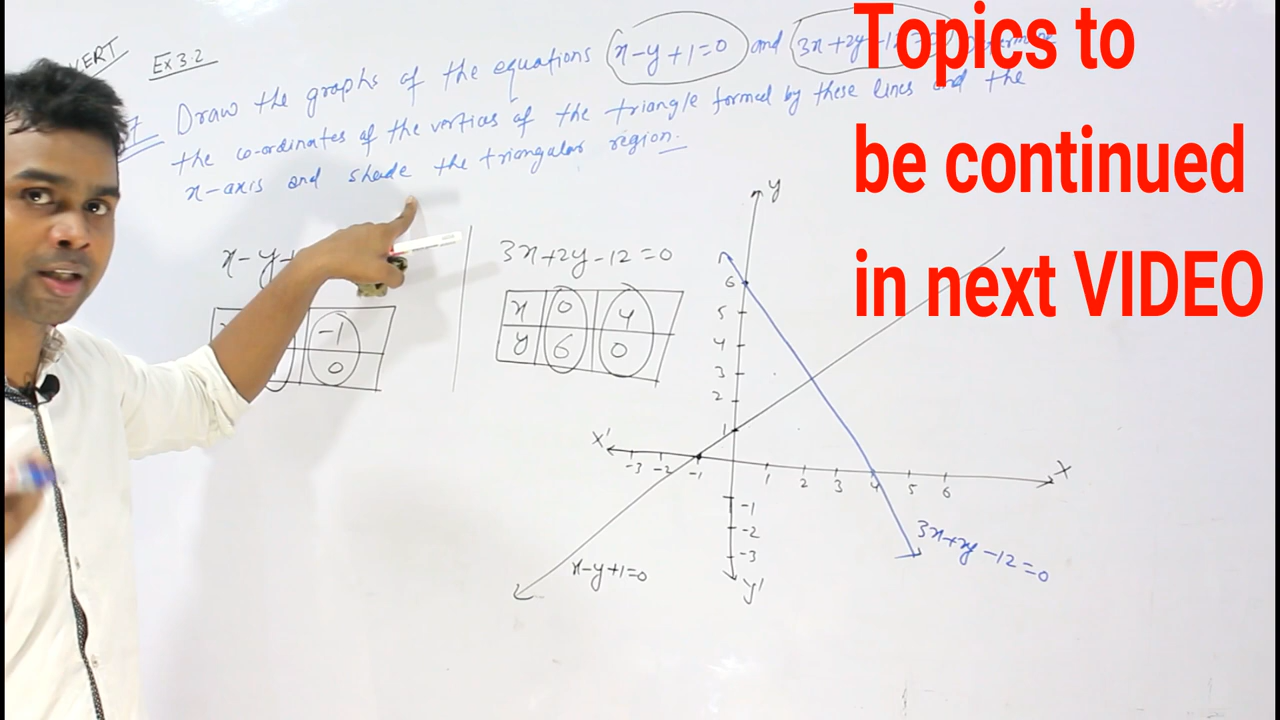 Topics to
be continued
in next VIDEO
VERT
Ex 3.2
7 Draw the graphs of the equations x-y+1=0 and 3x+2y-12=0
the co-ordinates of the vertices of the triangle formed by these lines and the
x-axis and shade the triangular region.
x-y+
-1
0
3x+2y-12=0
x 0 4
y 6 0
y
6
5
4
3
2
1
x' -3 -2 -1 1 2 3 4 5 6 x
-1
-2
-3
y'
x-y+1=0
3x+2y-12=0